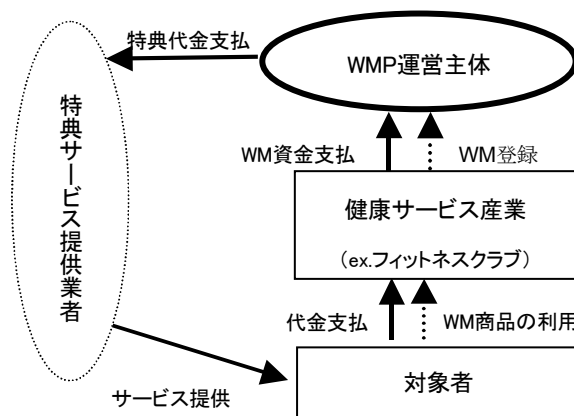 特典代金支払
WMP運営主体
特典サービス提供業者
WM資金支払
WM登録
健康サービス産業
（ex.フィットネスクラブ）
代金支払
WM商品の利用
対象者
サービス提供